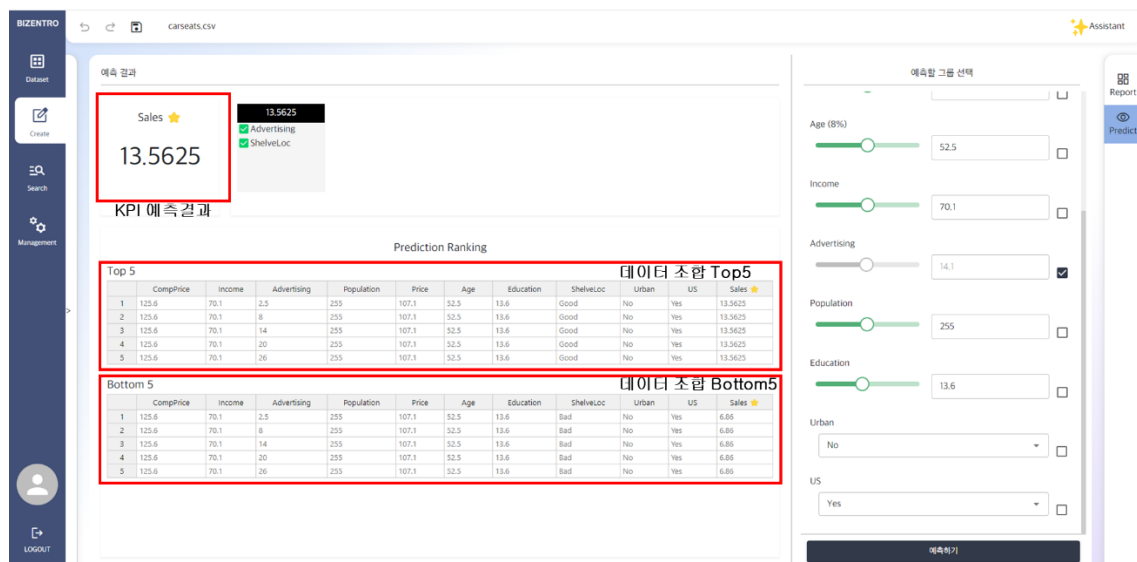 BIZENTRO
carseats.csv
Assistant
Dataset
Create
Search
Management
LOGOUT
예측 결과
Sales
13.5625
KPI 예측결과
13.5625
Advertising
ShelveLoc
Prediction Ranking
Top 5 데이터 조합 Top5
CompPrice Income Advertising Population Price Age Education ShelveLoc Urban US Sales
1 125.6 70.1 2.5 255 107.1 52.5 13.6 Good No Yes 13.5625
2 125.6 70.1 8 255 107.1 52.5 13.6 Good No Yes 13.5625
3 125.6 70.1 14 255 107.1 52.5 13.6 Good No Yes 13.5625
4 125.6 70.1 20 255 107.1 52.5 13.6 Good No Yes 13.5625
5 125.6 70.1 26 255 107.1 52.5 13.6 Good No Yes 13.5625
Bottom 5 데이터 조합 Bottom5
CompPrice Income Advertising Population Price Age Education ShelveLoc Urban US Sales
1 125.6 70.1 2.5 255 107.1 52.5 13.6 Bad No Yes 6.86
2 125.6 70.1 8 255 107.1 52.5 13.6 Bad No Yes 6.86
3 125.6 70.1 14 255 107.1 52.5 13.6 Bad No Yes 6.86
4 125.6 70.1 20 255 107.1 52.5 13.6 Bad No Yes 6.86
5 125.6 70.1 26 255 107.1 52.5 13.6 Bad No Yes 6.86
예측할 그룹 선택
Age (8%)
52.5
Income
70.1
Advertising
14.1
Population
255
Education
13.6
Urban
No
US
Yes
예측하기
Report
Predict